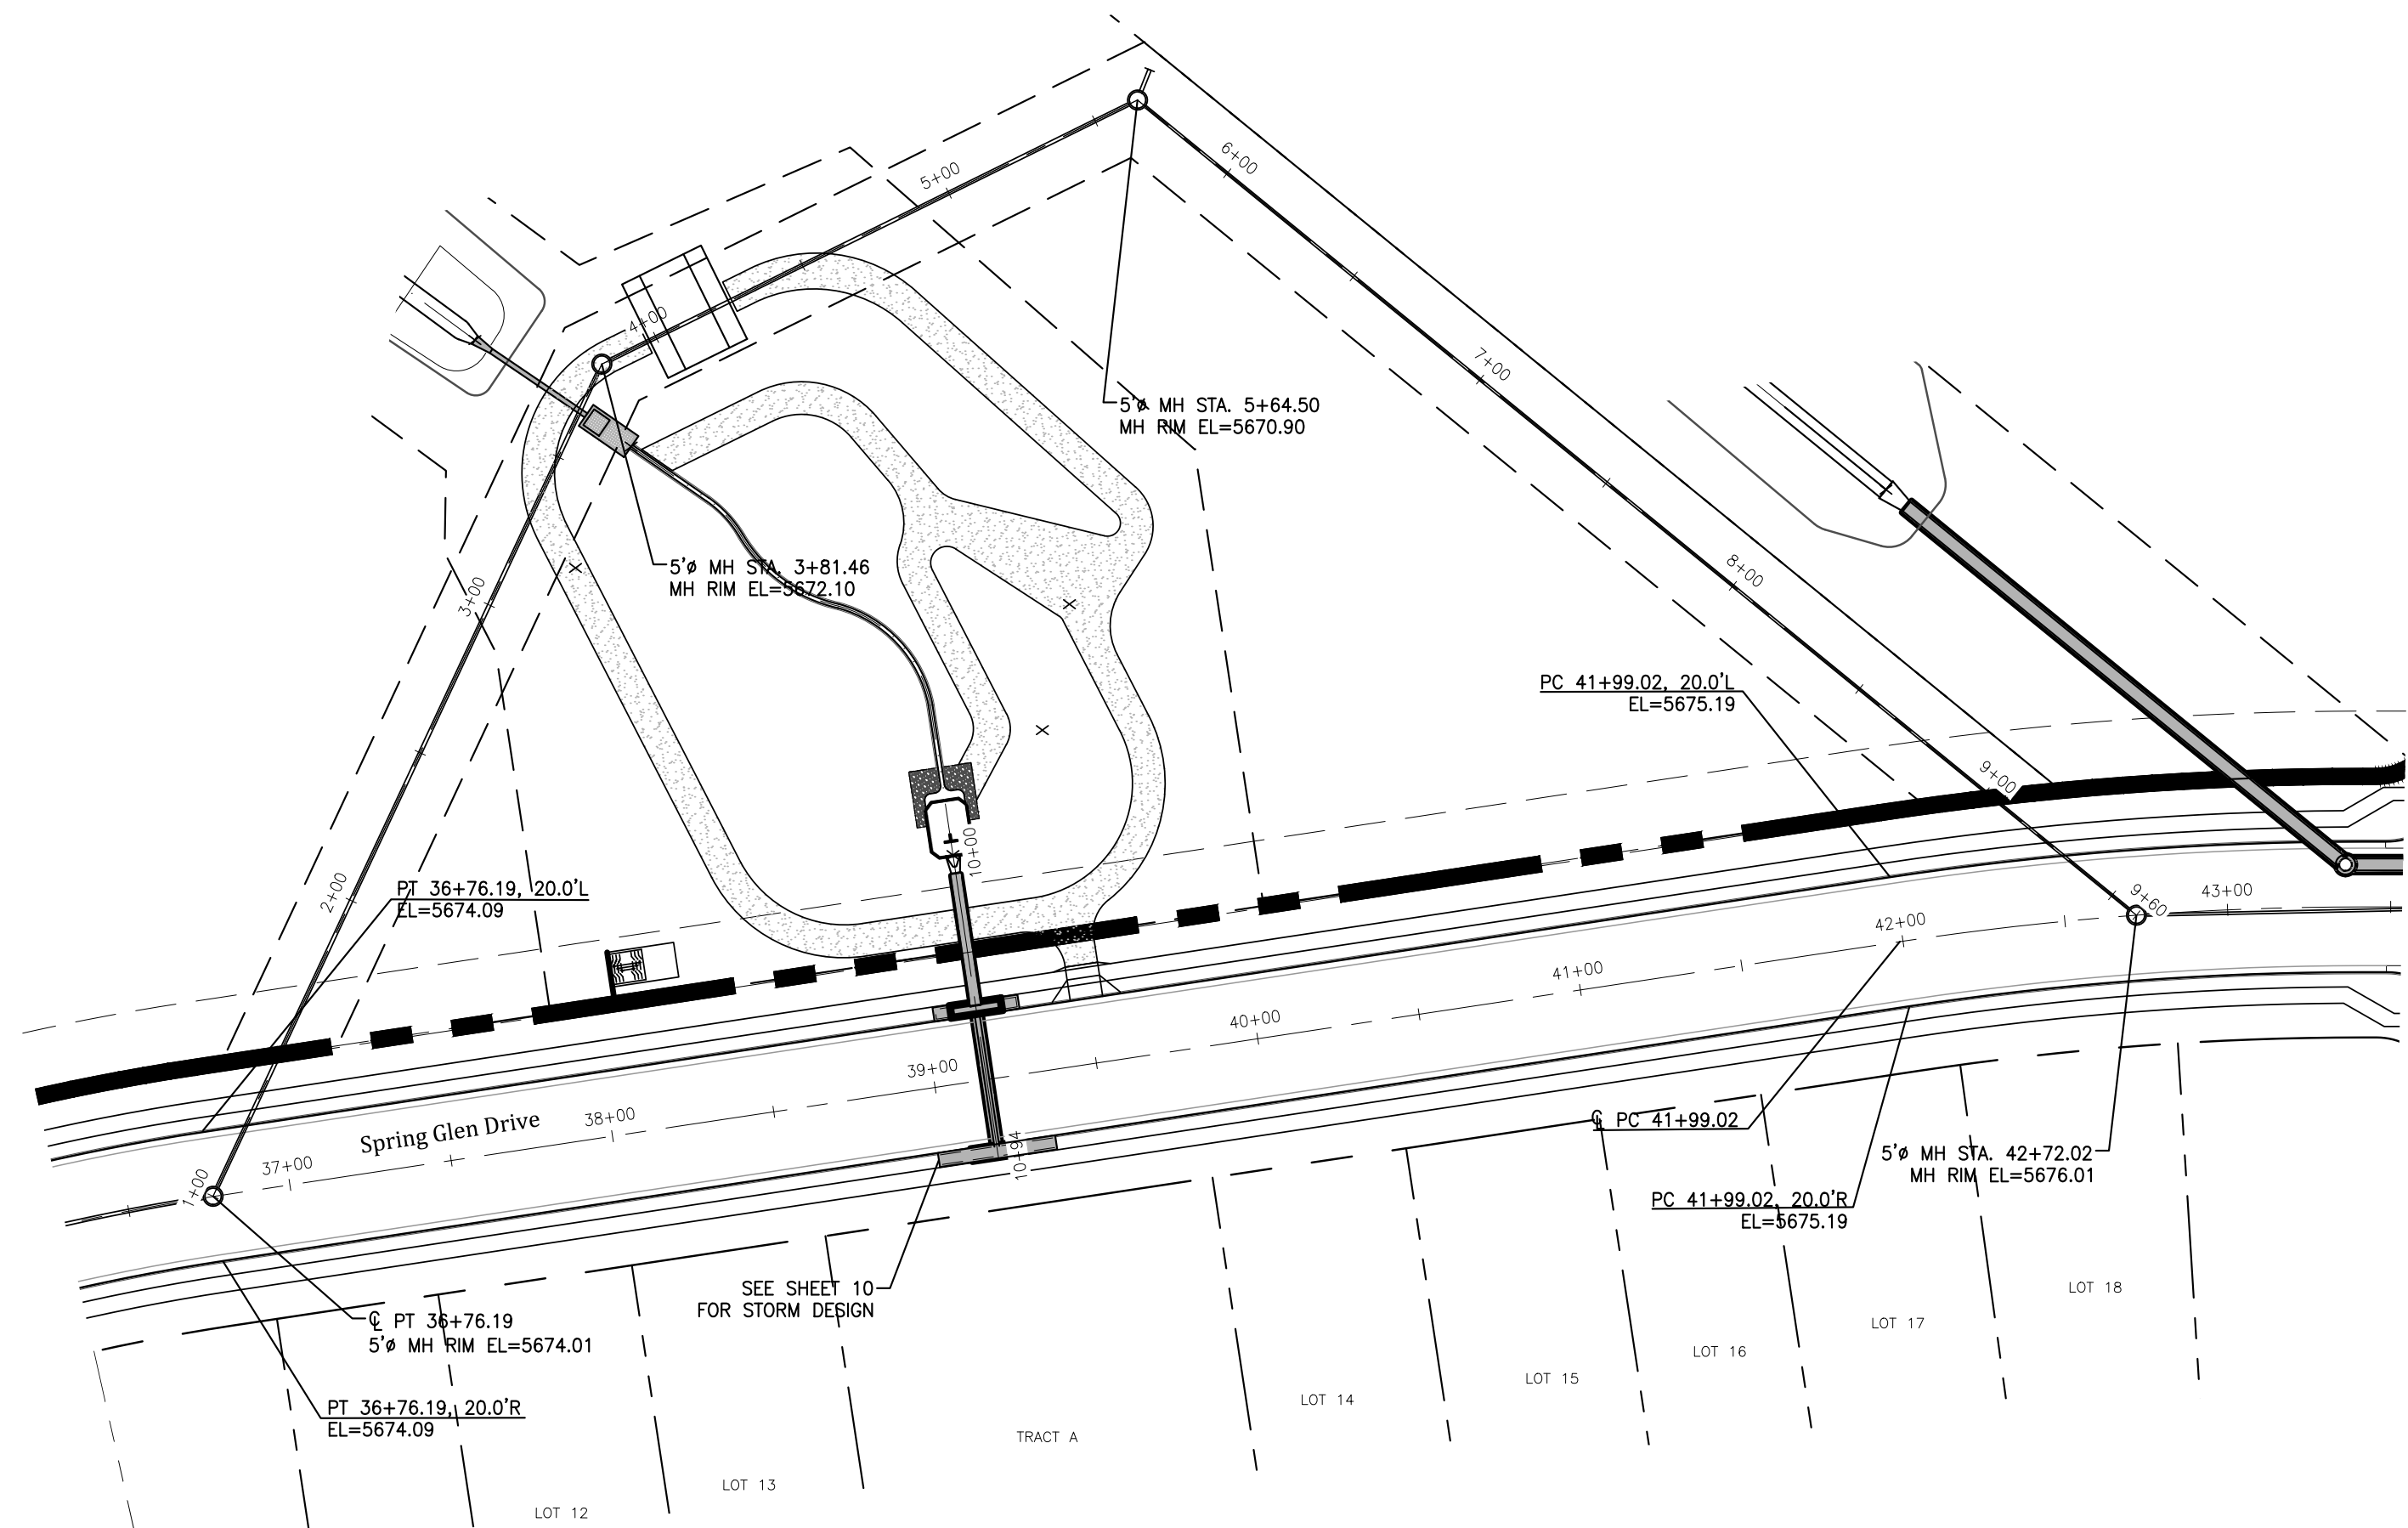 6+00
5+00
4+00
7+00
5'ø MH STA. 5+64.50
MH RIM EL=5670.90
5'ø MH STA. 3+81.46
MH RIM EL=5672.10
3+00
8+00
PC 41+99.02, 20.0'L
EL=5675.19
9+00
10+00
2+00
PT 36+76.19, 20.0'L
EL=5674.09
9+60
43+00
42+00
41+00
40+00
39+00
38+00
Spring Glen Drive
37+00
1+00
10+94
℄ PC 41+99.02
5'ø MH STA. 42+72.02
MH RIM EL=5676.01
PC 41+99.02, 20.0'R
EL=5675.19
SEE SHEET 10
FOR STORM DESIGN
℄ PT 36+76.19
5'ø MH RIM EL=5674.01
PT 36+76.19, 20.0'R
EL=5674.09
LOT 12
LOT 13
TRACT A
LOT 14
LOT 15
LOT 16
LOT 17
LOT 18